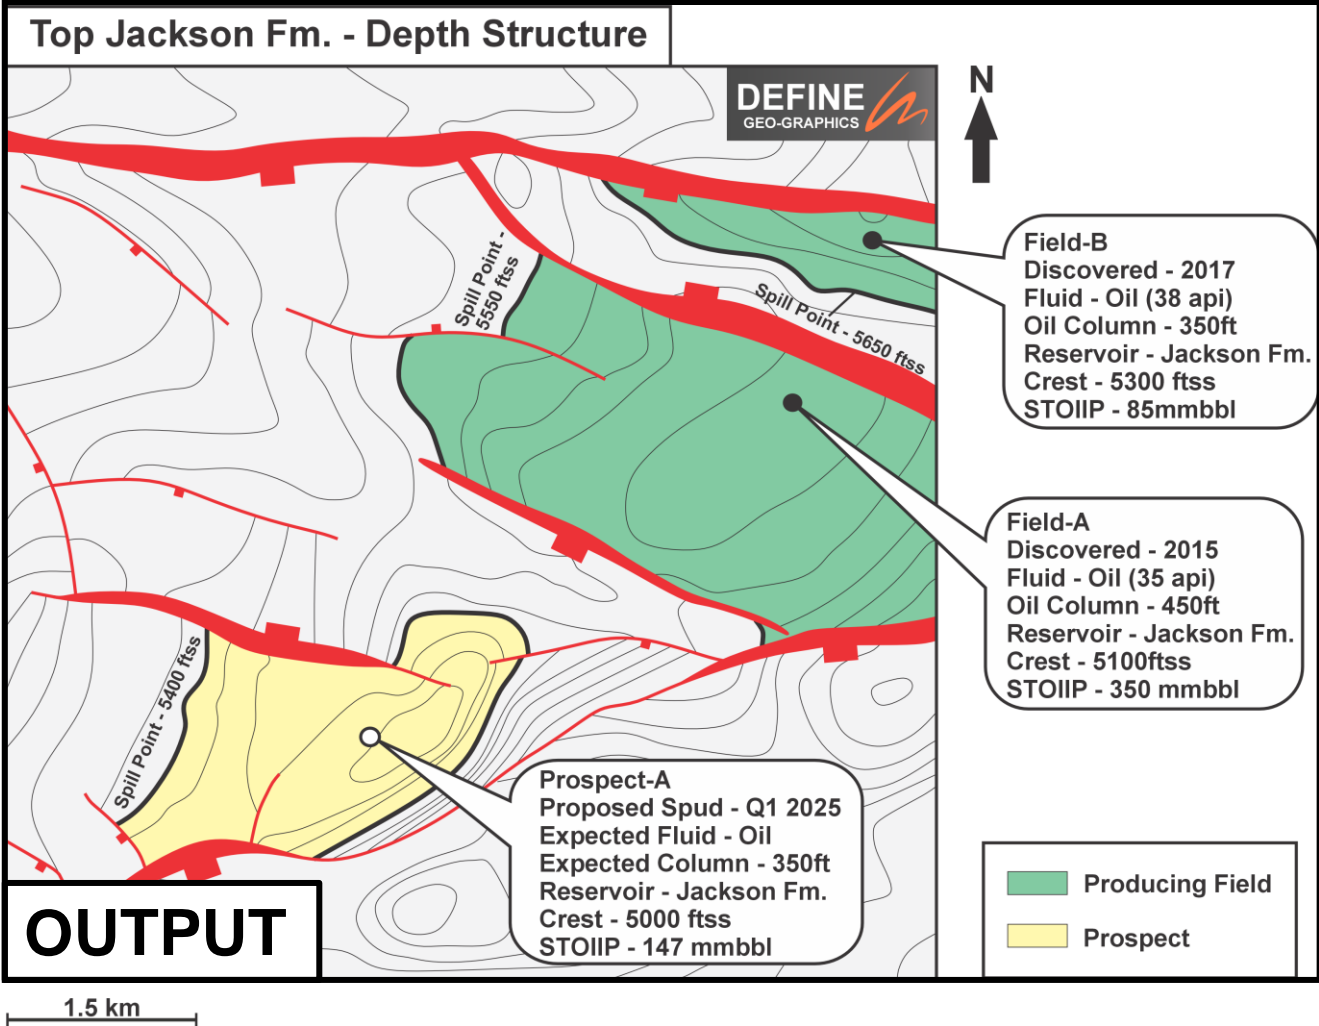 Top Jackson Fm. - Depth Structure
DEFINE
GEO-GRAPHICS
N
Field-B
Discovered - 2017
Fluid - Oil (38 api)
Oil Column - 350ft
Reservoir - Jackson Fm.
Crest - 5300 ftss
STOIIP - 85mmbbl
Spill Point -
5550 ftss
Spill Point - 5650 ftss
Field-A
Discovered - 2015
Fluid - Oil (35 api)
Oil Column - 450ft
Reservoir - Jackson Fm.
Crest - 5100ftss
STOIIP - 350 mmbbl
Spill Point - 5400 ftss
Prospect-A
Proposed Spud - Q1 2025
Expected Fluid - Oil
Expected Column - 350ft
Reservoir - Jackson Fm.
Crest - 5000 ftss
STOIIP - 147 mmbbl
Producing Field
Prospect
OUTPUT
1.5 km